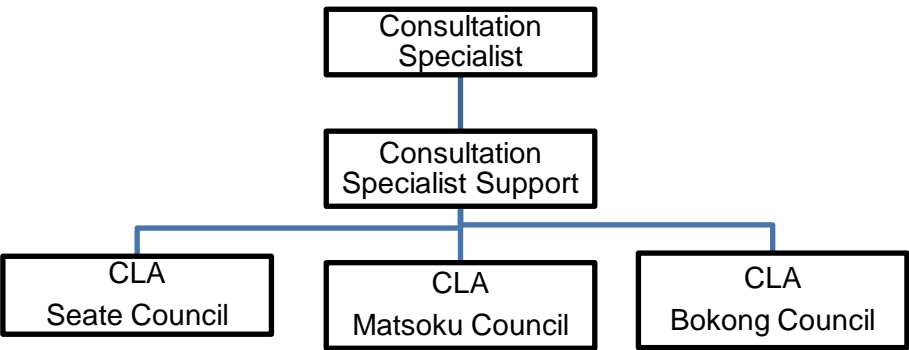 Consultation
Specialist
Consultation
Specialist Support
CLA
Seate Council
CLA
Matsoku Council
CLA
Bokong Council